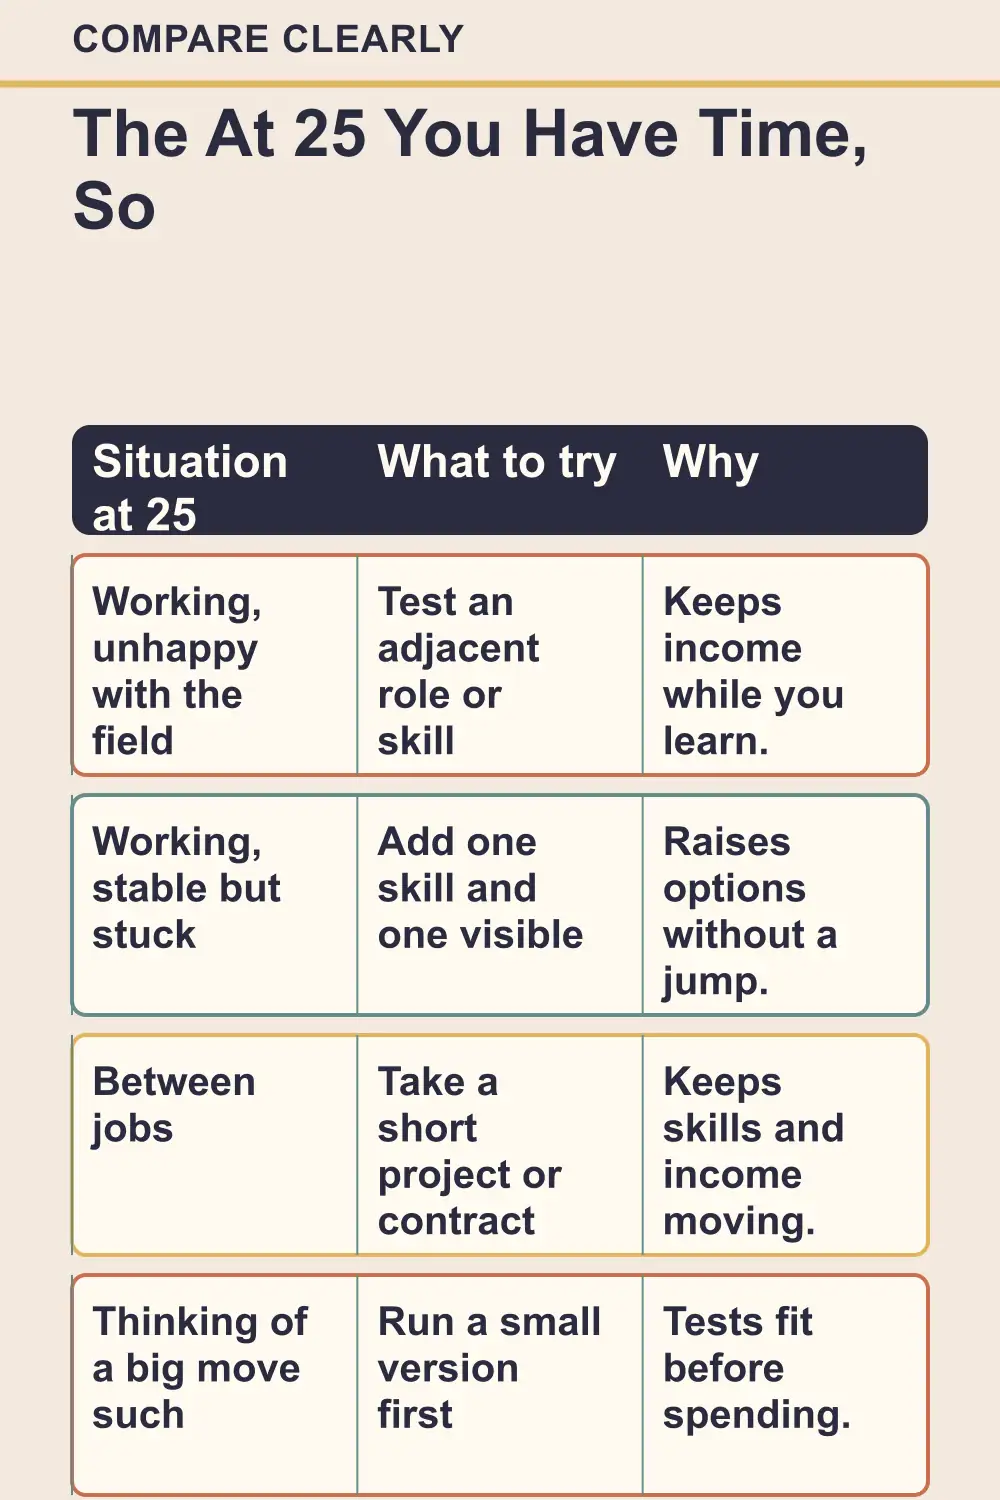 COMPARE CLEARLY
The At 25 You Have Time,
So
Situation
at 25
What to try
Why
Working,
unhappy
with the
field
Test an
adjacent
role or
skill
Keeps
income
while you
learn.
Working,
stable but
stuck
Add one
skill and
one visible
Raises
options
without a
jump.
Between
jobs
Take a
short
project or
contract
Keeps
skills and
income
moving.
Thinking of
a big move
such
Run a small
version
first
Tests fit
before
spending.